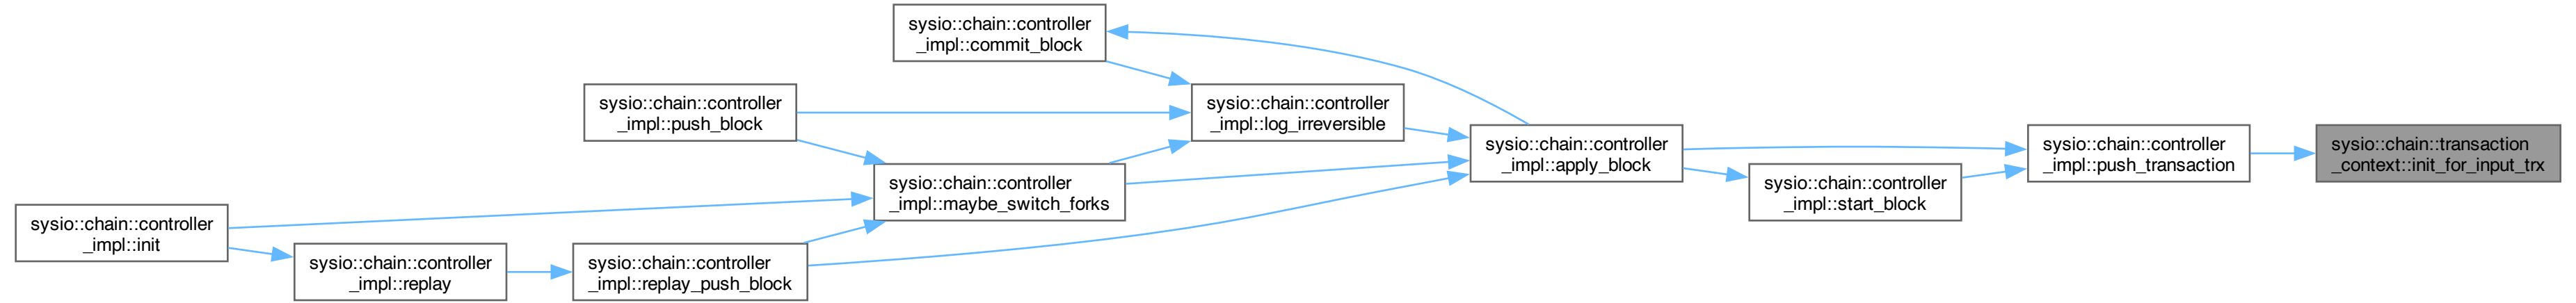 sysio::chain::controller
_impl::commit_block
sysio::chain::controller
_impl::push_block
sysio::chain::controller
_impl::log_irreversible
sysio::chain::controller
_impl::apply_block
sysio::chain::controller
_impl::push_transaction
sysio::chain::transaction
_context::init_for_input_trx
sysio::chain::controller
_impl::maybe_switch_forks
sysio::chain::controller
_impl::start_block
sysio::chain::controller
_impl::init
sysio::chain::controller
_impl::replay
sysio::chain::controller
_impl::replay_push_block